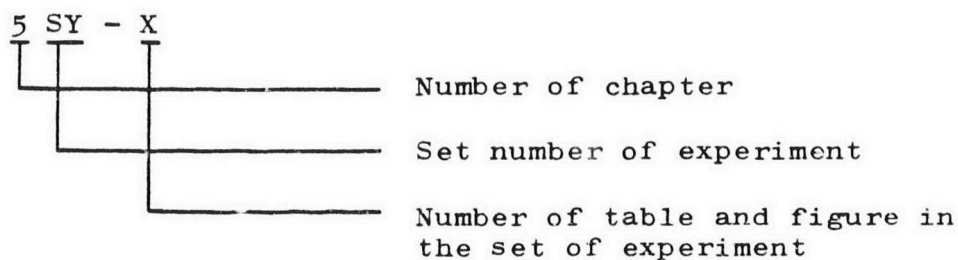 5 SY - X
Number of chapter
Set number of experiment
Number of table and figure in
the set of experiment